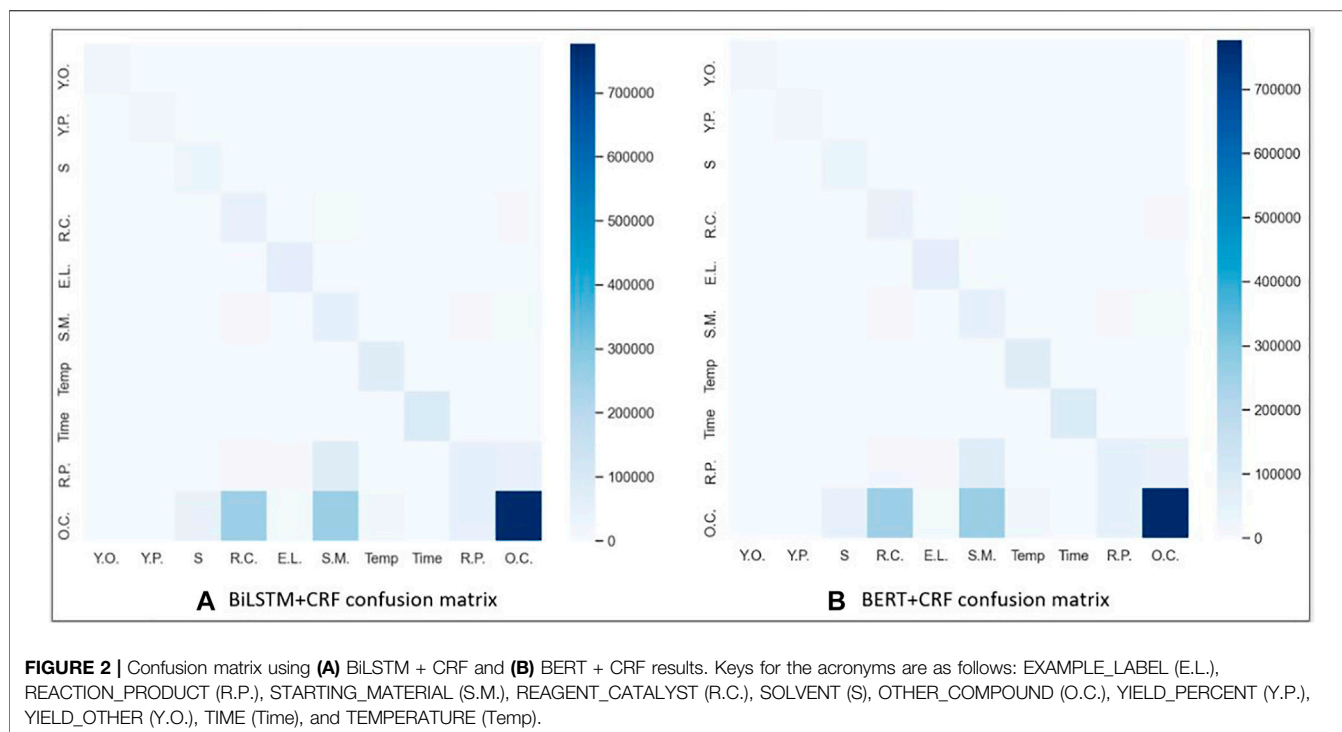 Y.O.
Y.P.
S
R.C.
E.L.
S.M.
Temp
Time
R.P.
O.C.
Y.O. Y.P. S R.C. E.L. S.M. Temp Time R.P. O.C.
700000
600000
500000
400000
300000
200000
100000
0
A BiLSTM+CRF confusion matrix
Y.O.
Y.P.
S
R.C.
E.L.
S.M.
Temp
Time
R.P.
O.C.
Y.O. Y.P. S R.C. E.L. S.M. Temp Time R.P. O.C.
700000
600000
500000
400000
300000
200000
100000
0
B BERT+CRF confusion matrix
FIGURE 2 | Confusion matrix using (A) BiLSTM + CRF and (B) BERT + CRF results. Keys for the acronyms are as follows: EXAMPLE_LABEL (E.L.),
REACTION_PRODUCT (R.P.), STARTING_MATERIAL (S.M.), REAGENT_CATALYST (R.C.), SOLVENT (S), OTHER_COMPOUND (O.C.), YIELD_PERCENT (Y.P.),
YIELD_OTHER (Y.O.), TIME (Time), and TEMPERATURE (Temp).